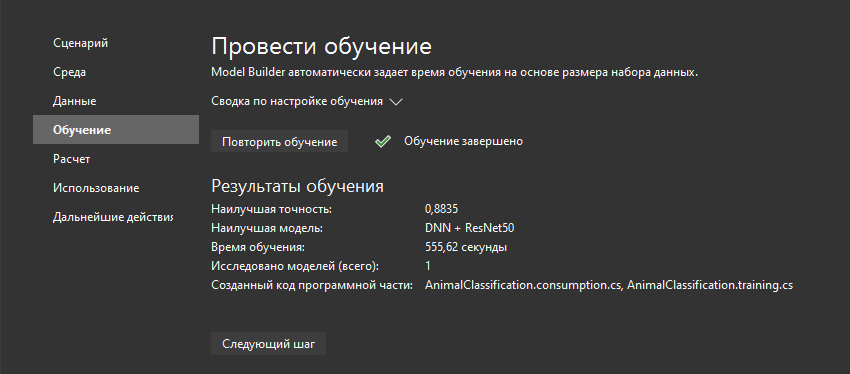 Сценарий
Среда
Данные
Обучение
Расчет
Использование
Дальнейшие действия
Провести обучение
Model Builder автоматически задает время обучения на основе размера набора данных.
Сводка по настройке обучения
Повторить обучение
Обучение завершено
Результаты обучения
Наилучшая точность: 0,8835
Наилучшая модель: DNN + ResNet50
Время обучения: 555,62 секунды
Исследовано моделей (всего): 1
Созданный код программной части: AnimalClassification.consumption.cs, AnimalClassification.training.cs
Следующий шаг